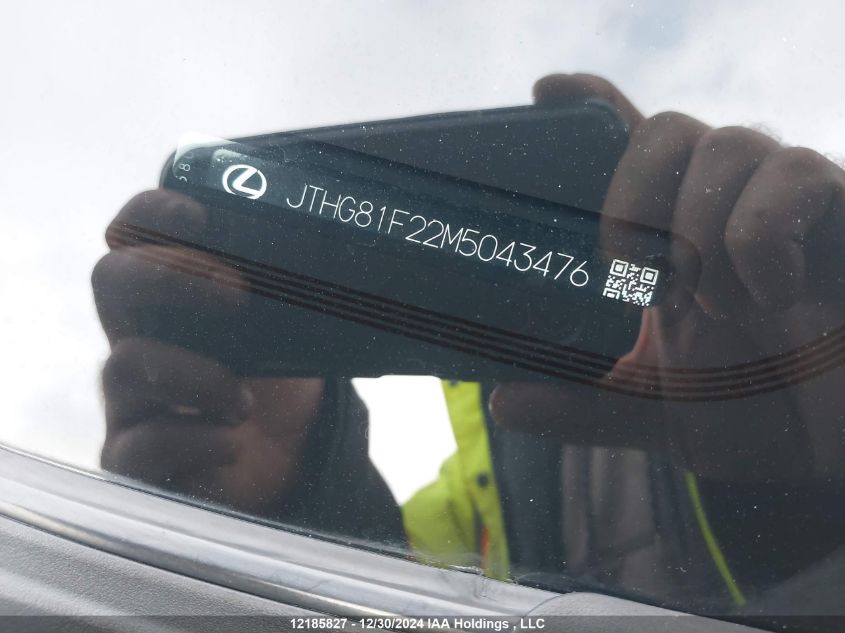 JTHG81F22M5043476
12185827 - 12/30/2024 IAA Holdings , LLC